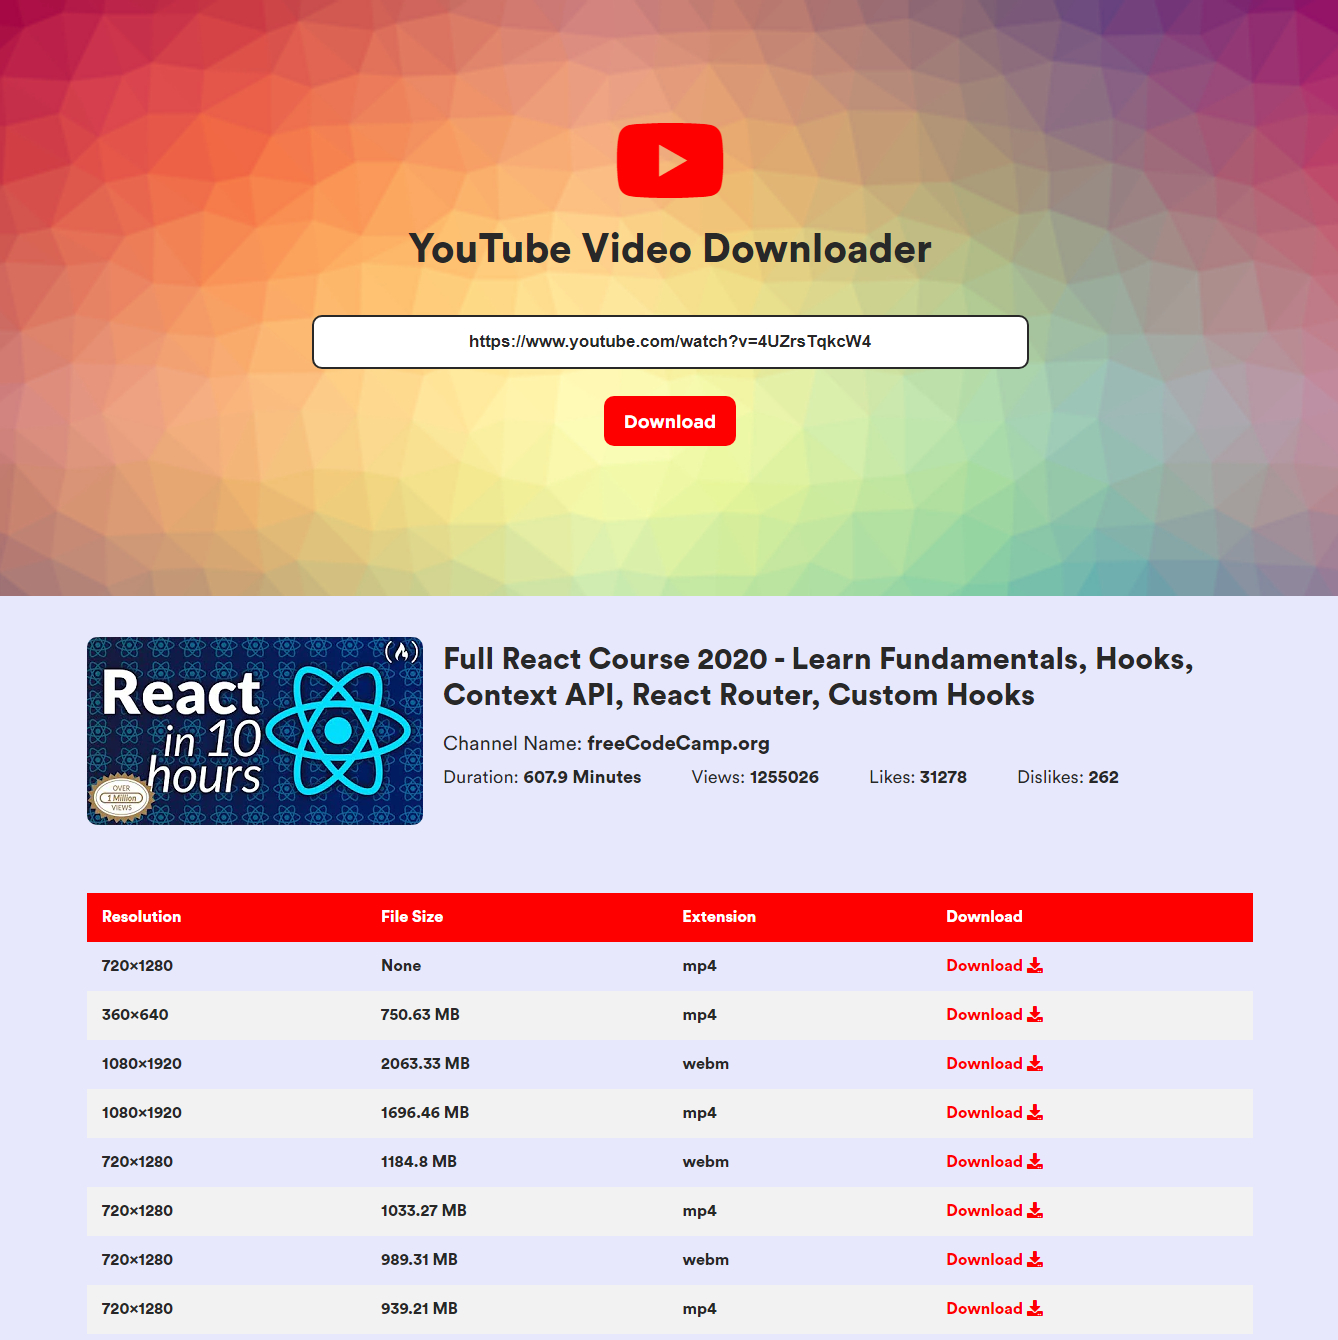 YouTube Video Downloader
https://www.youtube.com/watch?v=4UZrsTqkcW4
Download
React
in 10
hours
OVER
1 Million
VIEWS
Full React Course 2020 - Learn Fundamentals, Hooks,
Context API, React Router, Custom Hooks
Channel Name: freeCodeCamp.org
Duration: 607.9 Minutes Views: 1255026 Likes: 31278 Dislikes: 262
Resolution File Size Extension Download
720×1280 None mp4 Download
360×640 750.63 MB mp4 Download
1080×1920 2063.33 MB webm Download
1080×1920 1696.46 MB mp4 Download
720×1280 1184.8 MB webm Download
720×1280 1033.27 MB mp4 Download
720×1280 989.31 MB webm Download
720×1280 939.21 MB mp4 Download